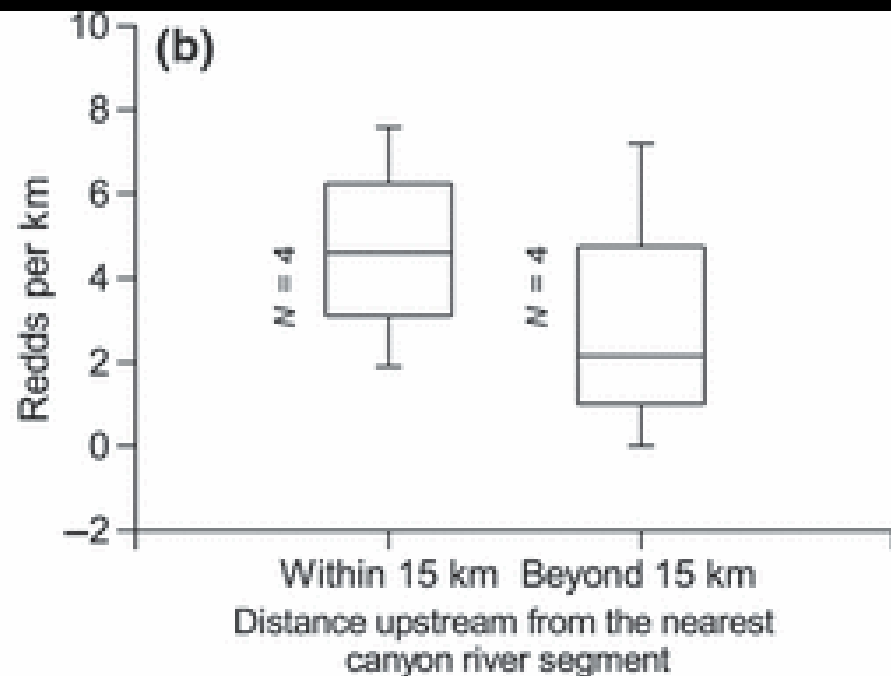 (b)
10
8
6
4
2
0
–2
Redds per km
N = 4
N = 4
Within 15 km Beyond 15 km
Distance upstream from the nearest
canyon river segment